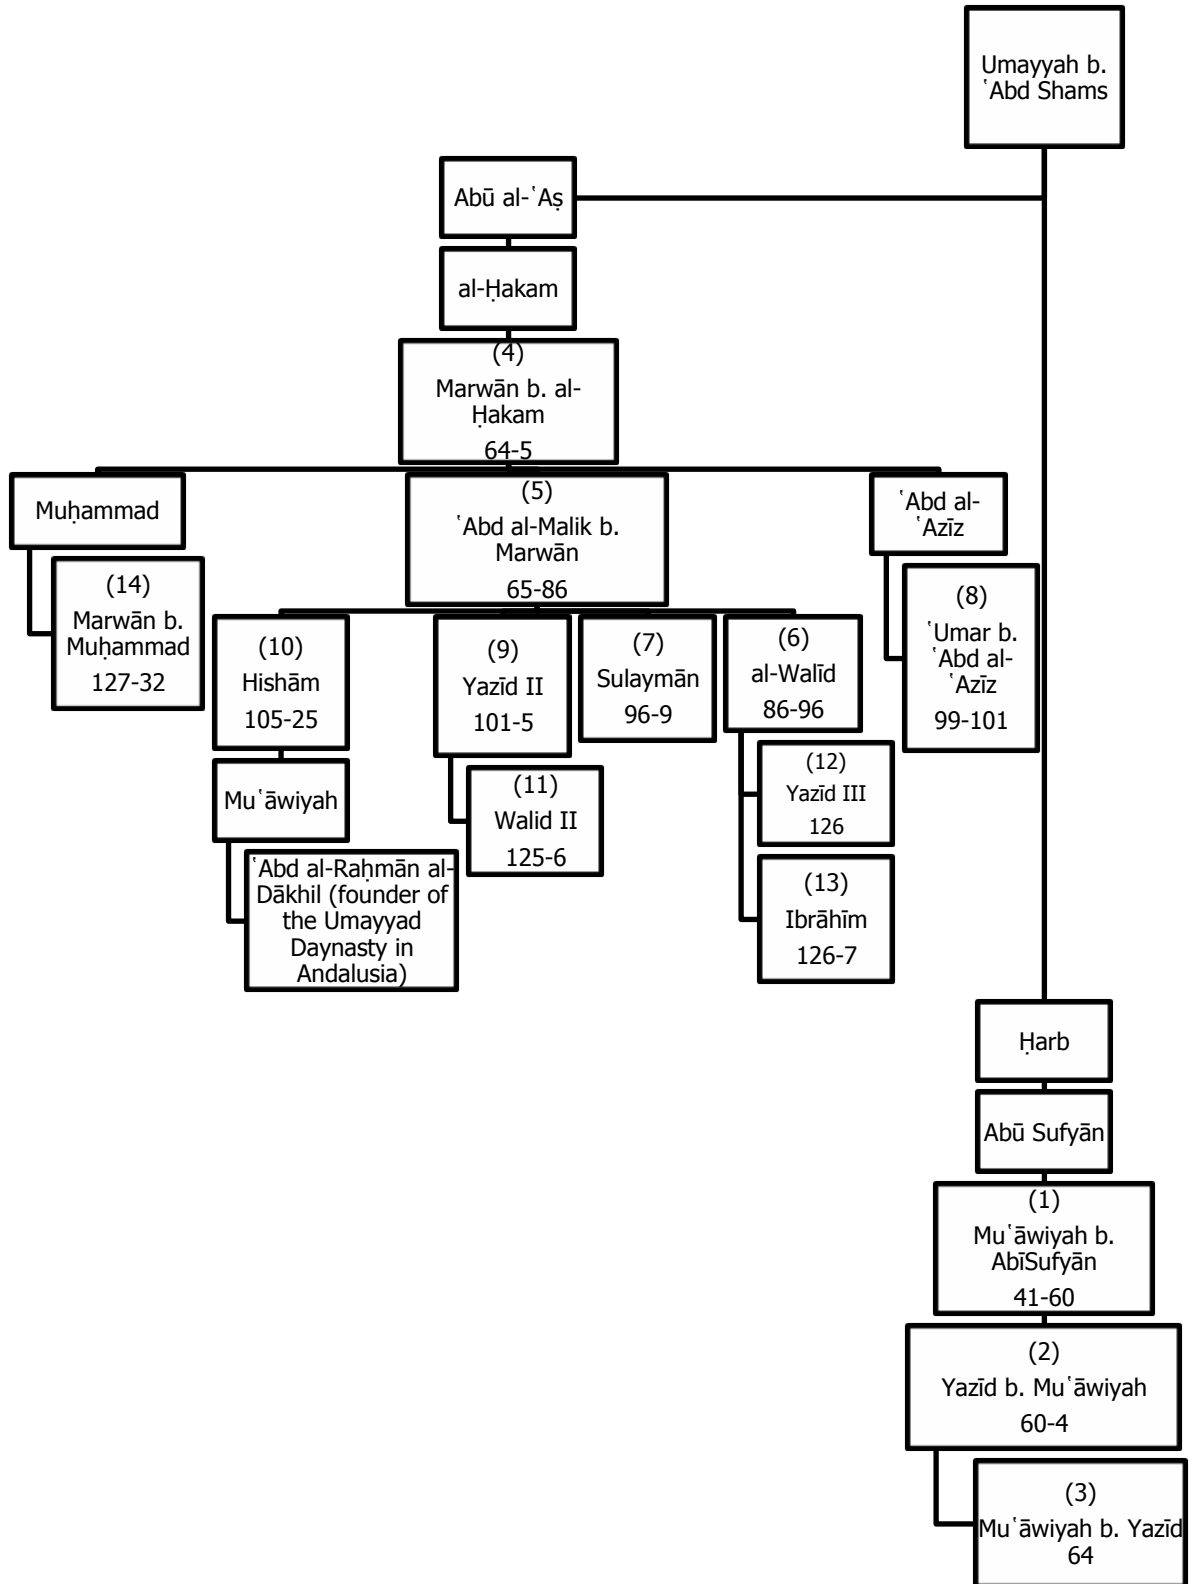 Umayyah b.
ʿAbd Shams
Abū al-ʿAṣ
al-Ḥakam
(4)
Marwān b. al-
Ḥakam
64-5
Muḥammad
(14)
Marwān b.
Muḥammad
127-32
(5)
ʿAbd al-Malik b.
Marwān
65-86
ʿAbd al-
ʿAzīz
(8)
ʿUmar b.
ʿAbd al-
ʿAzīz
99-101
(10)
Hishām
105-25
(9)
Yazīd II
101-5
(7)
Sulaymān
96-9
(6)
al-Walīd
86-96
Muʿāwiyah
ʿAbd al-Raḥmān al-
Dākhil (founder of
the Umayyad
Daynasty in
Andalusia)
(11)
Walid II
125-6
(12)
Yazīd III
126
(13)
Ibrāhīm
126-7
Ḥarb
Abū Sufyān
(1)
Muʿāwiyah b.
AbīSufyān
41-60
(2)
Yazīd b. Muʿāwiyah
60-4
(3)
Muʿāwiyah b. Yazīd
64